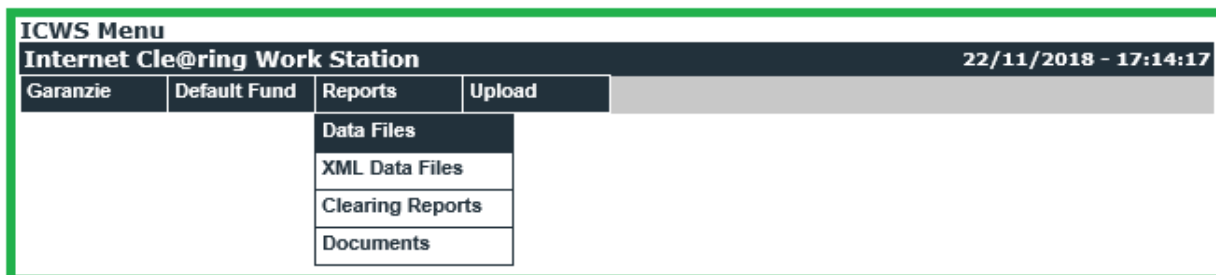 ICWS Menu
Internet Cle@ring Work Station 22/11/2018 - 17:14:17
Garanzie Default Fund Reports Upload
Data Files
XML Data Files
Clearing Reports
Documents